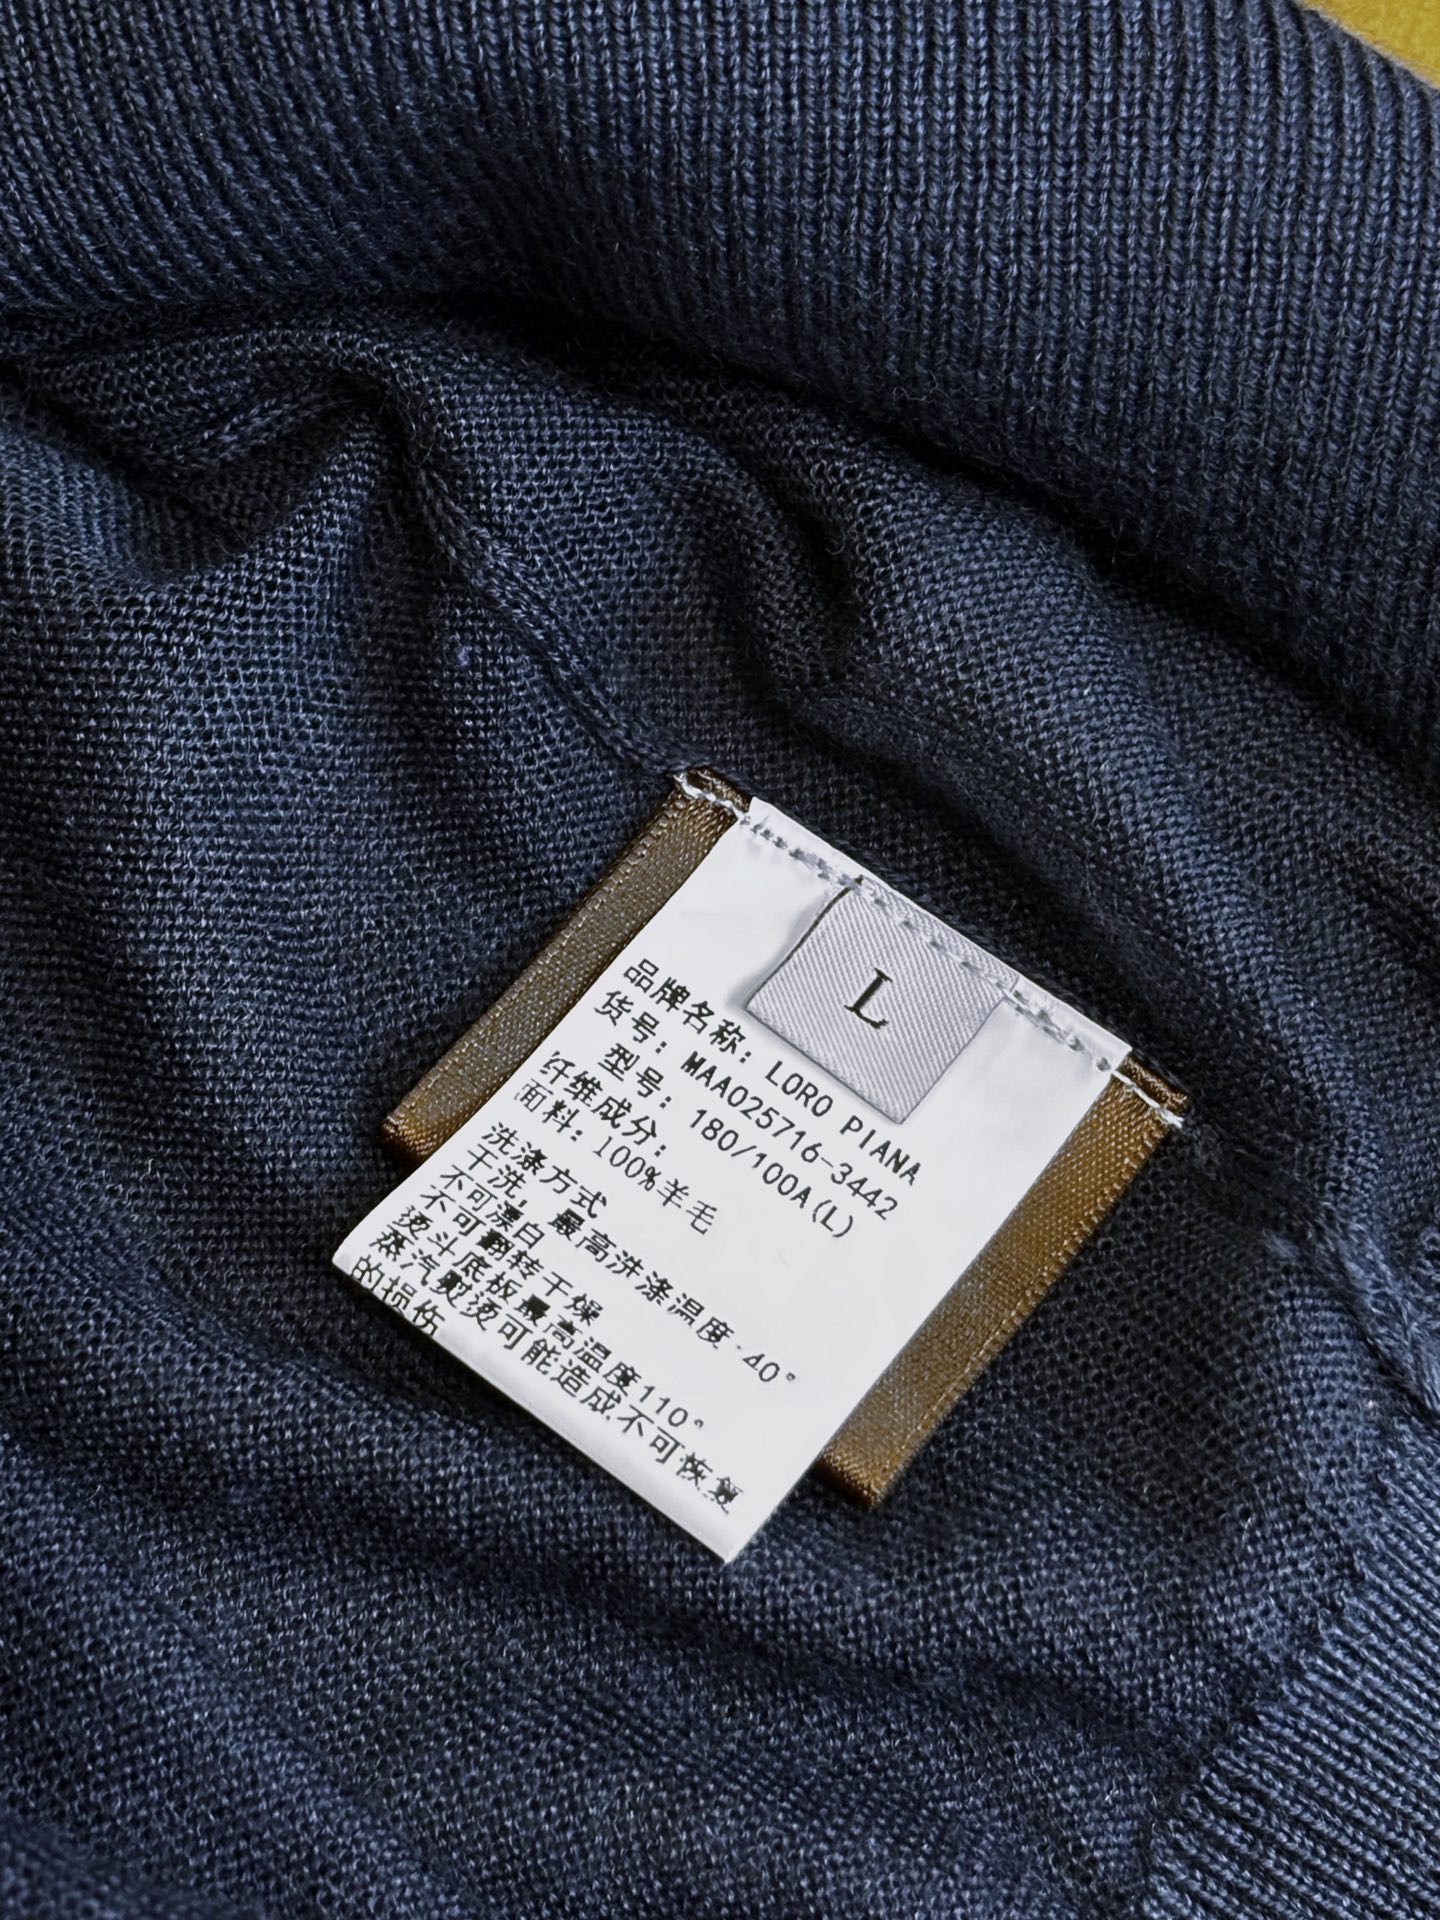 L
品牌名称: LORO PIANA
货号: MAA025716-3442
型号: 180/100A(L)
纤维成分:
面料: 100%羊毛
洗涤方式
干洗, 最高洗涤温度 40°
不可漂白
不可翻转干燥
烫斗底板最高温度110°
蒸汽熨烫可能造成不可恢复
的损伤